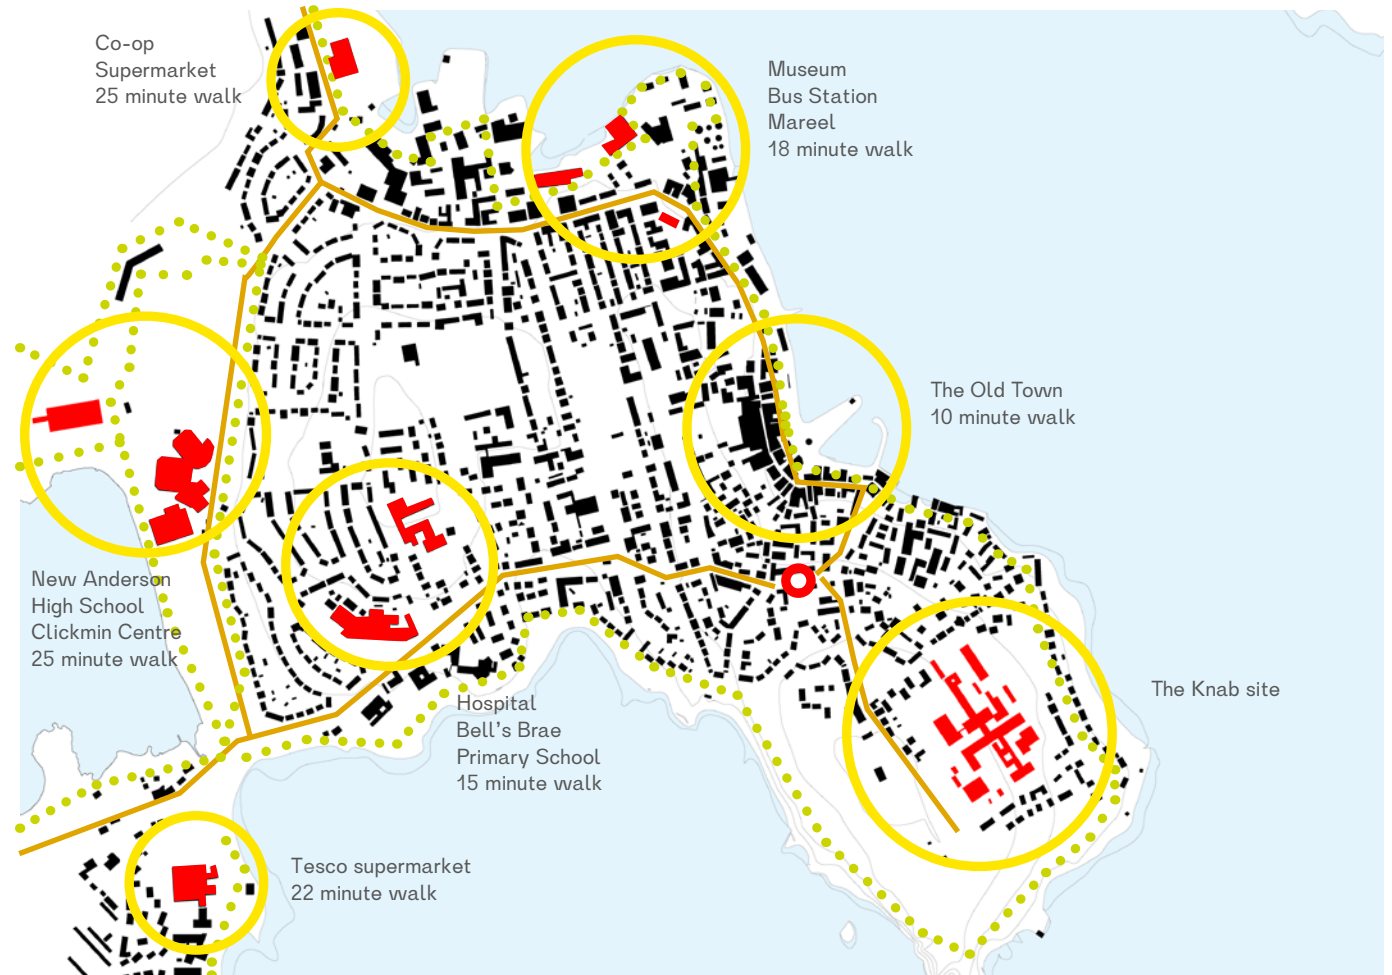 Co-op
Supermarket
25 minute walk
Museum
Bus Station
Mareel
18 minute walk
The Old Town
10 minute walk
New Anderson
High School
Clickmin Centre
25 minute walk
The Knab site
Hospital
Bell's Brae
Primary School
15 minute walk
Tesco supermarket
22 minute walk